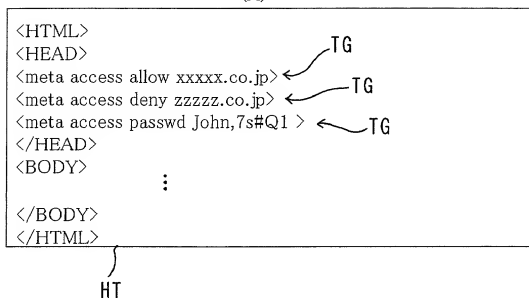 <HTML>
<HEAD>
<meta access allow xxxxx.co.jp> TG
<meta access deny zzzzz.co.jp> TG
<meta access passwd John,7s#Q1 > TG
</HEAD>
<BODY>
⋮
</BODY>
</HTML>
HT